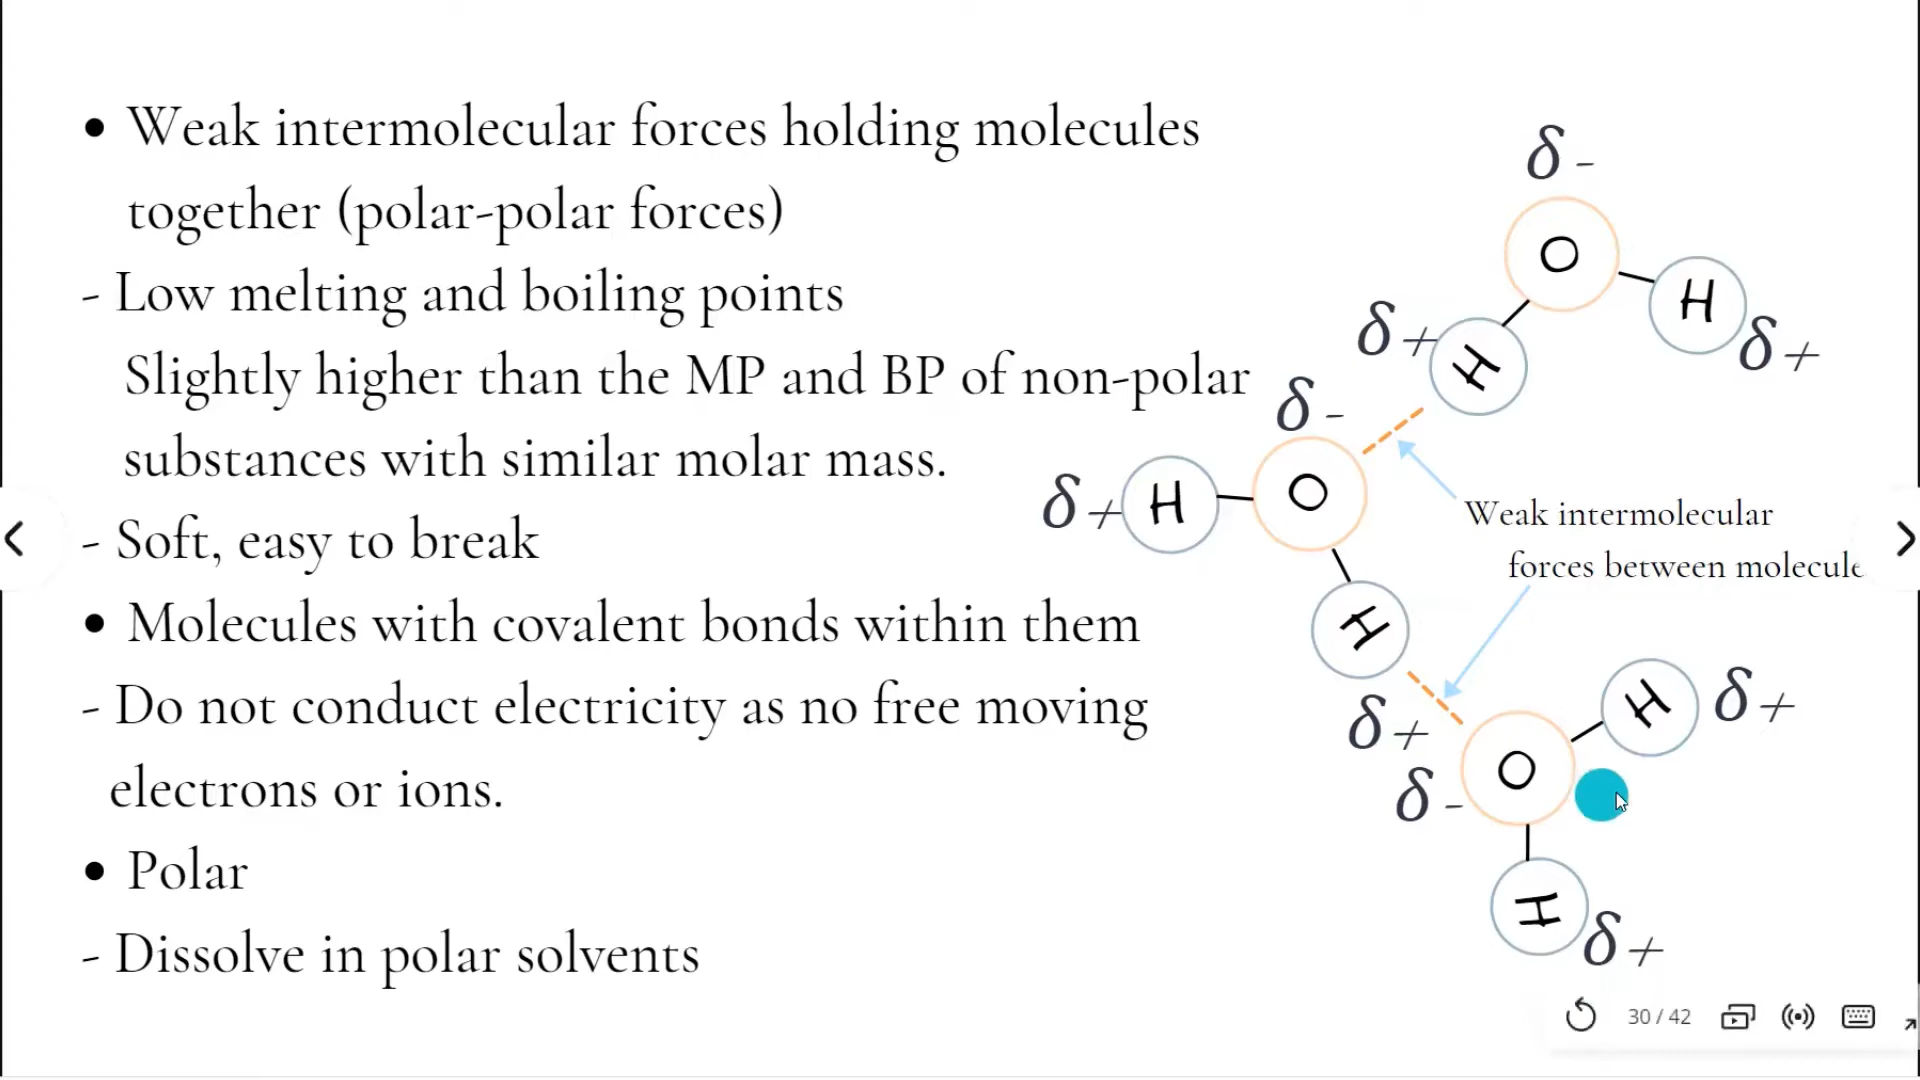 • Weak intermolecular forces holding molecules
together (polar-polar forces)
- Low melting and boiling points
Slightly higher than the MP and BP of non-polar
substances with similar molar mass.
- Soft, easy to break
• Molecules with covalent bonds within them
- Do not conduct electricity as no free moving
electrons or ions.
• Polar
- Dissolve in polar solvents
δ-
O
H
δ+
δ+
H
δ-
δ+
H
O
Weak intermolecular
forces between molecule
H
δ+
H
δ+
δ-
O
H
δ+
30 / 42